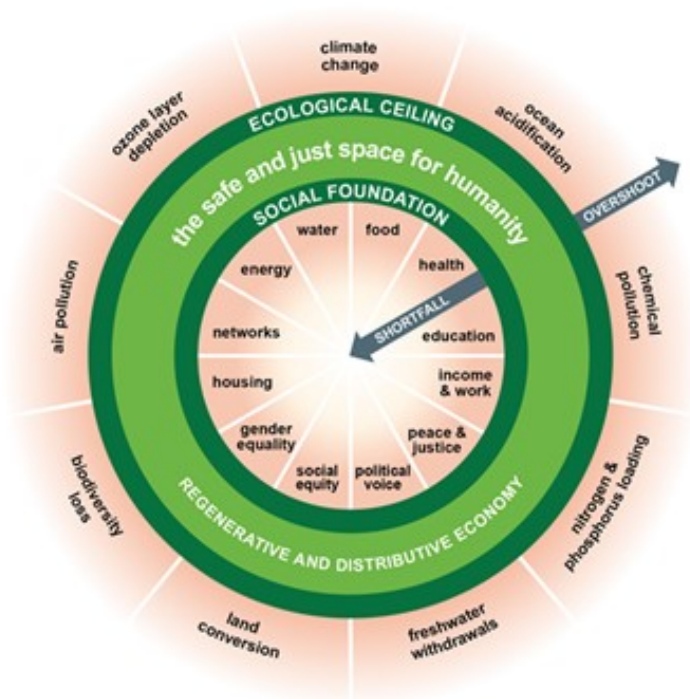 climate
change
ocean
acidification
chemical
pollution
nitrogen &
phosphorus loading
freshwater
withdrawals
land
conversion
biodiversity
loss
air pollution
ozone layer
depletion
ECOLOGICAL CEILING
the safe and just space for humanity
SOCIAL FOUNDATION
OVERSHOOT
water
food
health
SHORTFALL
education
income
& work
peace &
justice
political
voice
social
equity
gender
equality
housing
networks
energy
REGENERATIVE AND DISTRIBUTIVE ECONOMY